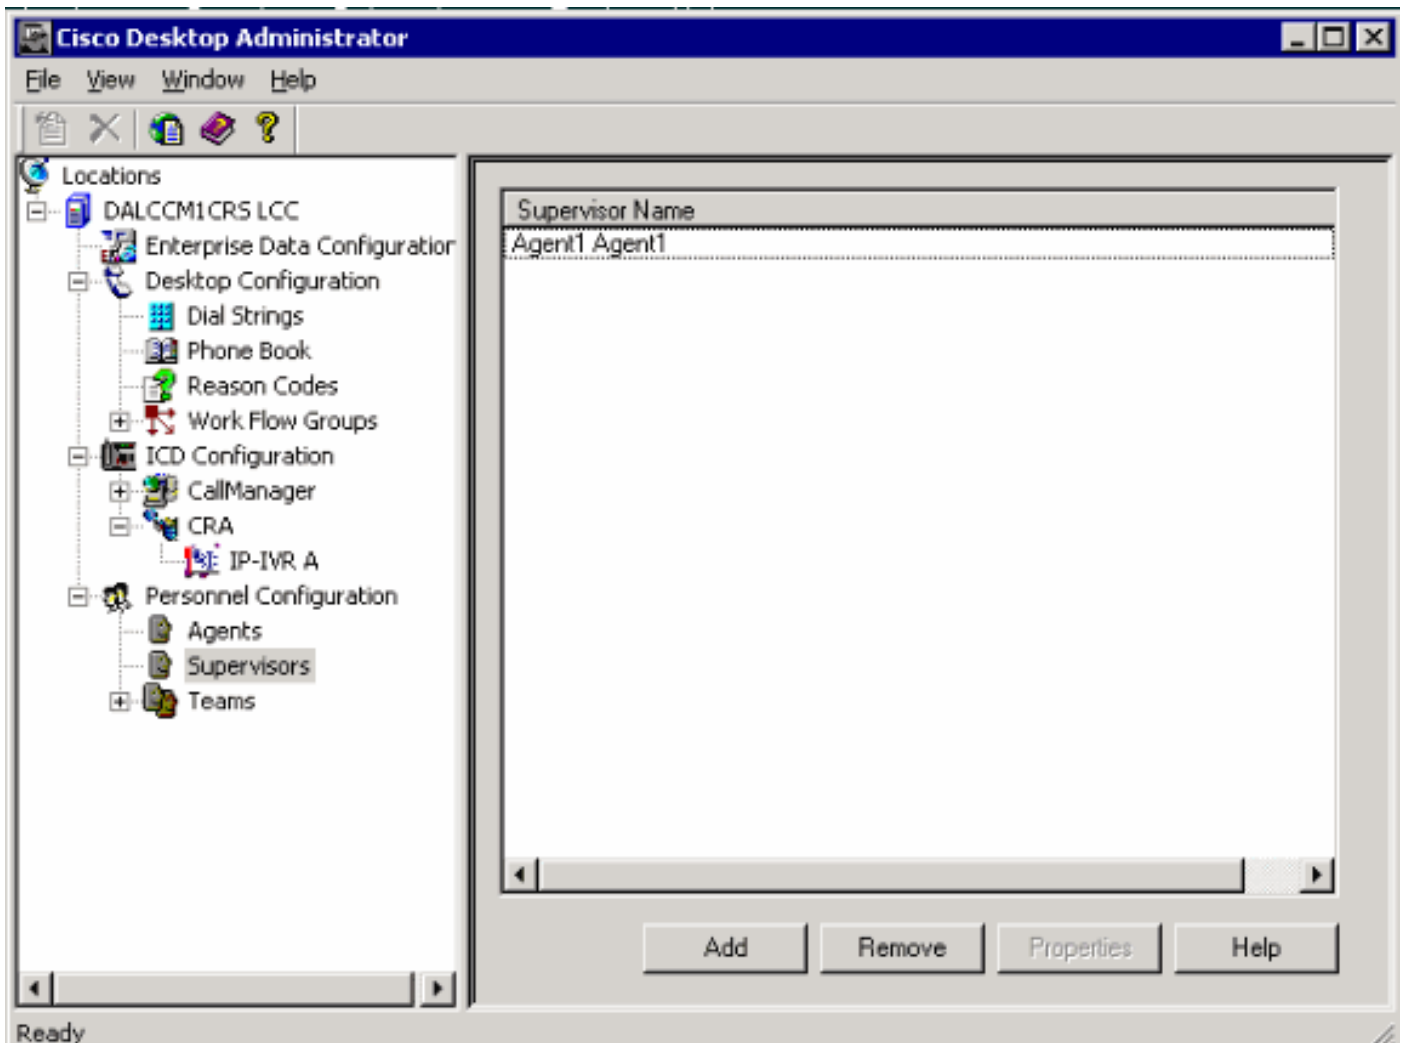 Cisco Desktop Administrator
File View Window Help
Locations
DALCCM1CRS LCC
Enterprise Data Configuration
Desktop Configuration
Dial Strings
Phone Book
Reason Codes
Work Flow Groups
ICD Configuration
CallManager
CRA
IP-IVR A
Personnel Configuration
Agents
Supervisors
Teams
Supervisor Name
Agent1 Agent1
Add Remove Properties Help
Ready